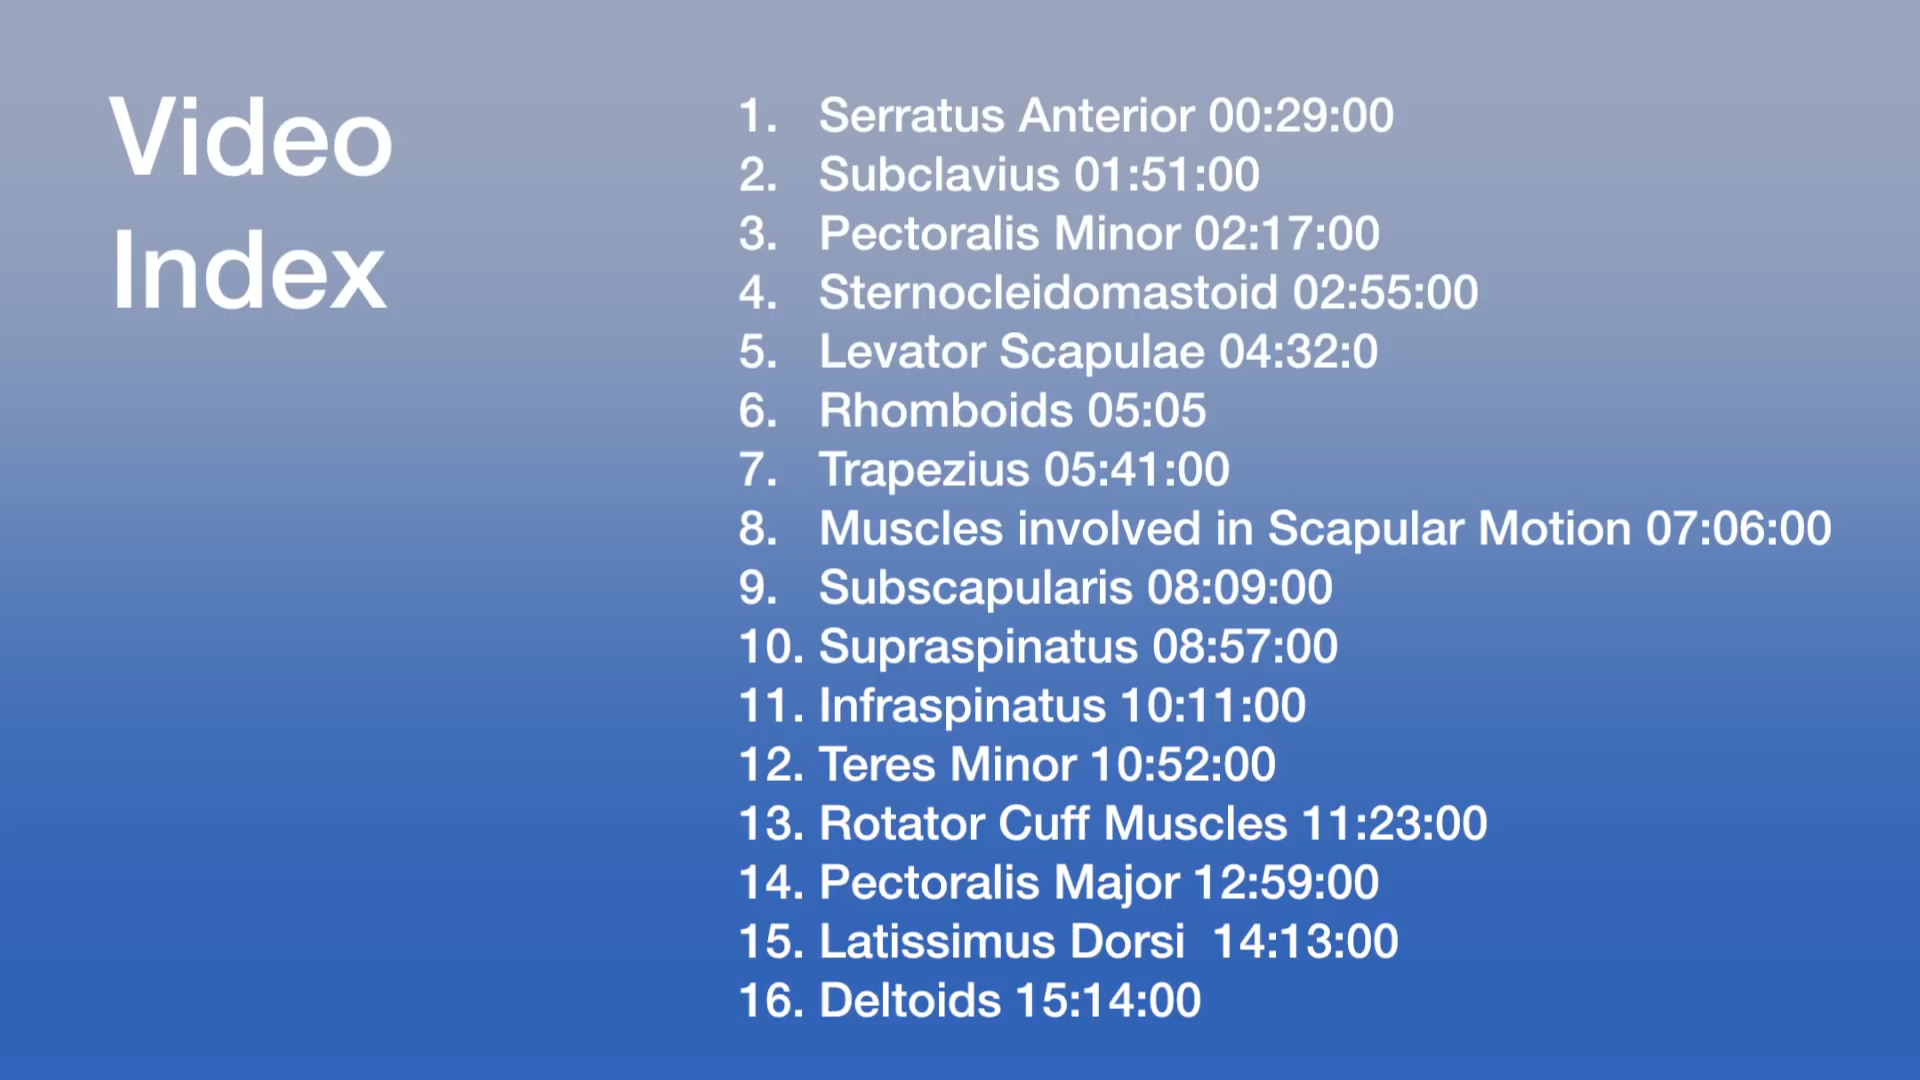 Video
Index
1. Serratus Anterior 00:29:00
2. Subclavius 01:51:00
3. Pectoralis Minor 02:17:00
4. Sternocleidomastoid 02:55:00
5. Levator Scapulae 04:32:0
6. Rhomboids 05:05
7. Trapezius 05:41:00
8. Muscles involved in Scapular Motion 07:06:00
9. Subscapularis 08:09:00
10. Supraspinatus 08:57:00
11. Infraspinatus 10:11:00
12. Teres Minor 10:52:00
13. Rotator Cuff Muscles 11:23:00
14. Pectoralis Major 12:59:00
15. Latissimus Dorsi  14:13:00
16. Deltoids 15:14:00